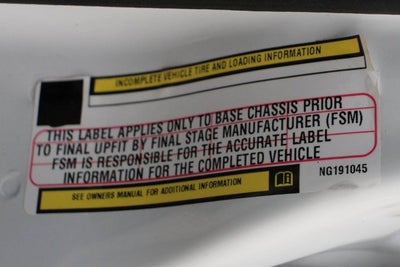 INCOMPLETE VEHICLE TIRE AND LOADING INFORMATION
THIS LABEL APPLIES ONLY TO BASE CHASSIS PRIOR
TO FINAL UPFIT BY FINAL STAGE MANUFACTURER (FSM)
FSM IS RESPONSIBLE FOR THE ACCURATE LABEL
INFORMATION FOR THE COMPLETED VEHICLE
NG191045
SEE OWNERS MANUAL FOR ADDITIONAL INFORMATION